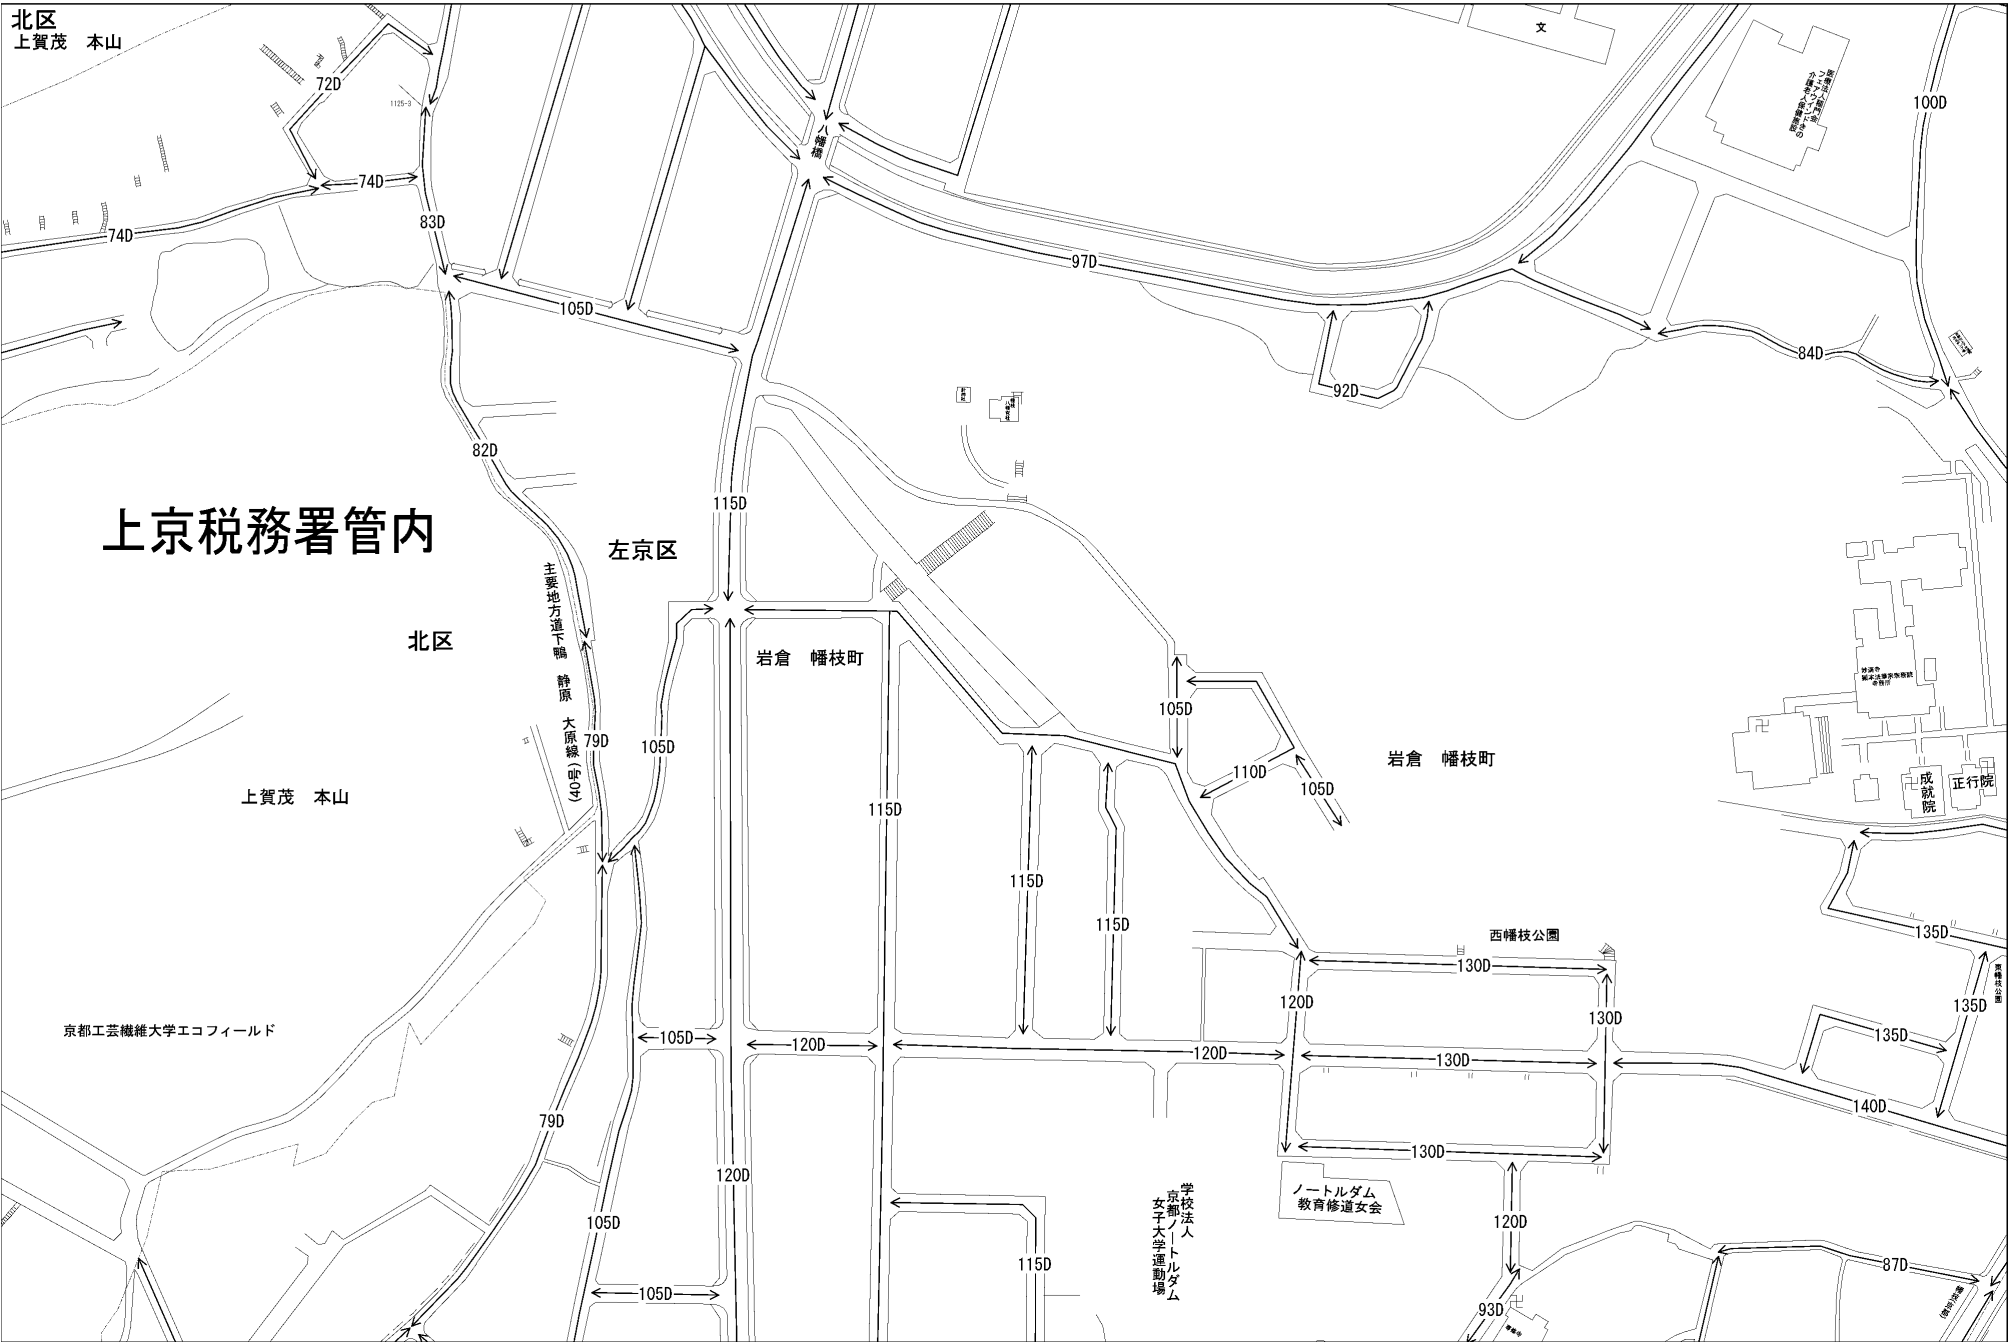 北区
上賀茂　本山
72D
1125-3
74D
74D
83D
105D
八幡橋
97D
文
100D
84D
92D
82D
115D
上京税務署管内
左京区
北区
主要地方道下鴨　静原　大原線(40号)
岩倉　幡枝町
79D
105D
上賀茂　本山
115D
105D
110D
105D
岩倉　幡枝町
成就院
正行院
115D
115D
135D
西幡枝公園
130D
120D
130D
135D
東幡枝公園
135D
京都工芸繊維大学エコフィールド
105D
120D
120D
130D
140D
79D
130D
120D
105D
ノートルダム
教育修道女会
学校法人
京都ノートルダム
女子大学運動場
120D
115D
105D
87D
93D